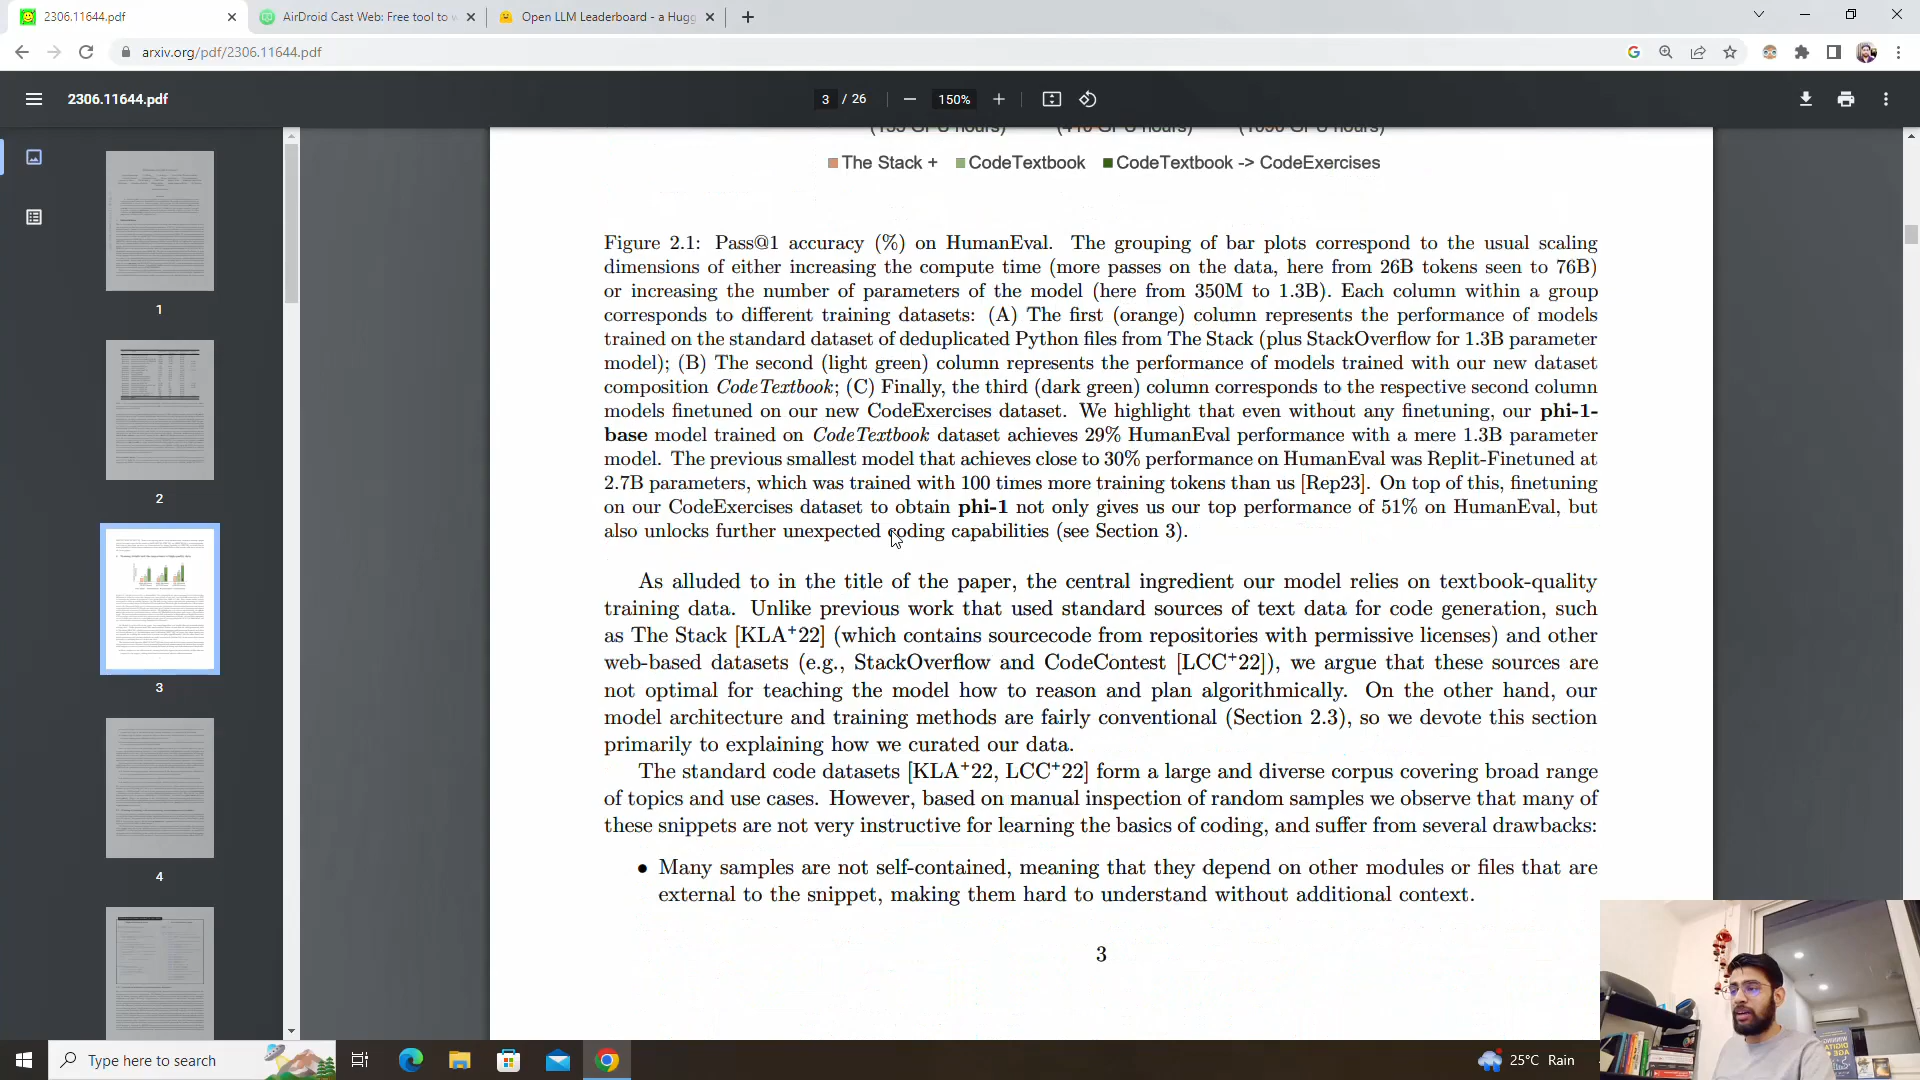 2306.11644.pdf
AirDroid Cast Web: Free tool to
Open LLM Leaderboard - a Hugg
arxiv.org/pdf/2306.11644.pdf
2306.11644.pdf
3 / 26
150%
The Stack + CodeTextbook CodeTextbook -> CodeExercises
Figure 2.1: Pass@1 accuracy (%) on HumanEval. The grouping of bar plots correspond to the usual scaling
dimensions of either increasing the compute time (more passes on the data, here from 26B tokens seen to 76B)
or increasing the number of parameters of the model (here from 350M to 1.3B). Each column within a group
corresponds to different training datasets: (A) The first (orange) column represents the performance of models
trained on the standard dataset of deduplicated Python files from The Stack (plus StackOverflow for 1.3B parameter
model); (B) The second (light green) column represents the performance of models trained with our new dataset
composition CodeTextbook; (C) Finally, the third (dark green) column corresponds to the respective second column
models finetuned on our new CodeExercises dataset. We highlight that even without any finetuning, our phi-1-
base model trained on CodeTextbook dataset achieves 29% HumanEval performance with a mere 1.3B parameter
model. The previous smallest model that achieves close to 30% performance on HumanEval was Replit-Finetuned at
2.7B parameters, which was trained with 100 times more training tokens than us [Rep23]. On top of this, finetuning
on our CodeExercises dataset to obtain phi-1 not only gives us our top performance of 51% on HumanEval, but
also unlocks further unexpected coding capabilities (see Section 3).
As alluded to in the title of the paper, the central ingredient our model relies on textbook-quality
training data. Unlike previous work that used standard sources of text data for code generation, such
as The Stack [KLA+22] (which contains sourcecode from repositories with permissive licenses) and other
web-based datasets (e.g., StackOverflow and CodeContest [LCC+22]), we argue that these sources are
not optimal for teaching the model how to reason and plan algorithmically. On the other hand, our
model architecture and training methods are fairly conventional (Section 2.3), so we devote this section
primarily to explaining how we curated our data.
The standard code datasets [KLA+22, LCC+22] form a large and diverse corpus covering broad range
of topics and use cases. However, based on manual inspection of random samples we observe that many of
these snippets are not very instructive for learning the basics of coding, and suffer from several drawbacks:
• Many samples are not self-contained, meaning that they depend on other modules or files that are
external to the snippet, making them hard to understand without additional context.
3
1
2
3
4
Type here to search
25°C Rain